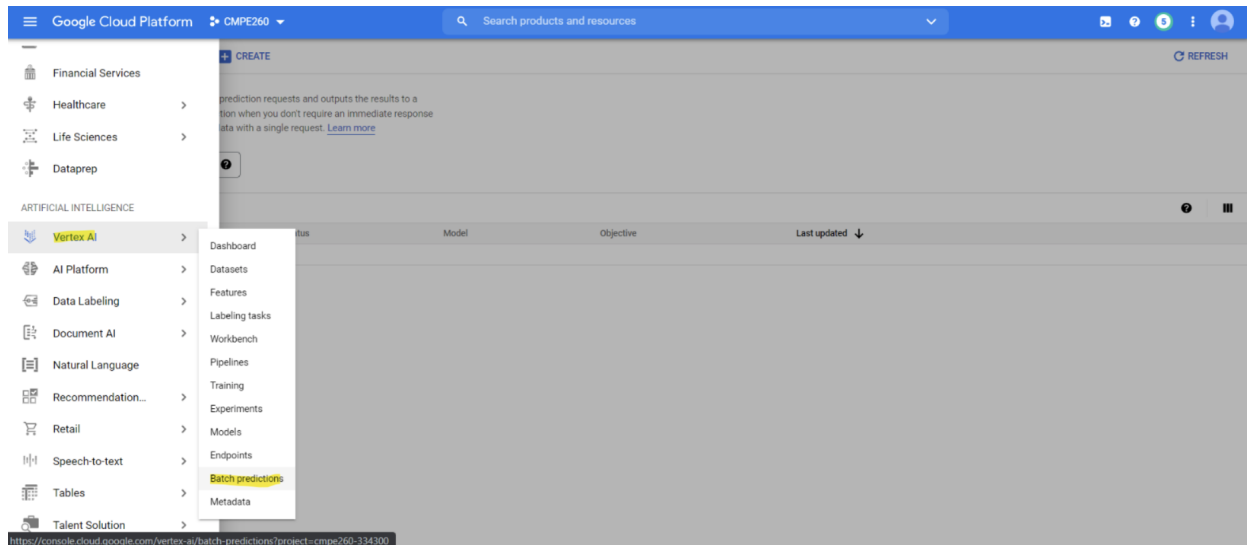 Google Cloud Platform CMPE260 Search products and resources S
CREATE REFRESH
prediction requests and outputs the results to a
tion when you don't require an immediate response
ata with a single request. Learn more
Financial Services
Healthcare
Life Sciences
Dataprep
ARTIFICIAL INTELLIGENCE
Vertex AI
AI Platform
Data Labeling
Document AI
Natural Language
Recommendation...
Retail
Speech-to-text
Tables
Talent Solution
Dashboard
Datasets
Features
Labeling tasks
Workbench
Pipelines
Training
Experiments
Models
Endpoints
Batch predictions
Metadata
tus Model Objective Last updated
https://console.cloud.google.com/vertex-ai/batch-predictions?project=cmpe260-334300